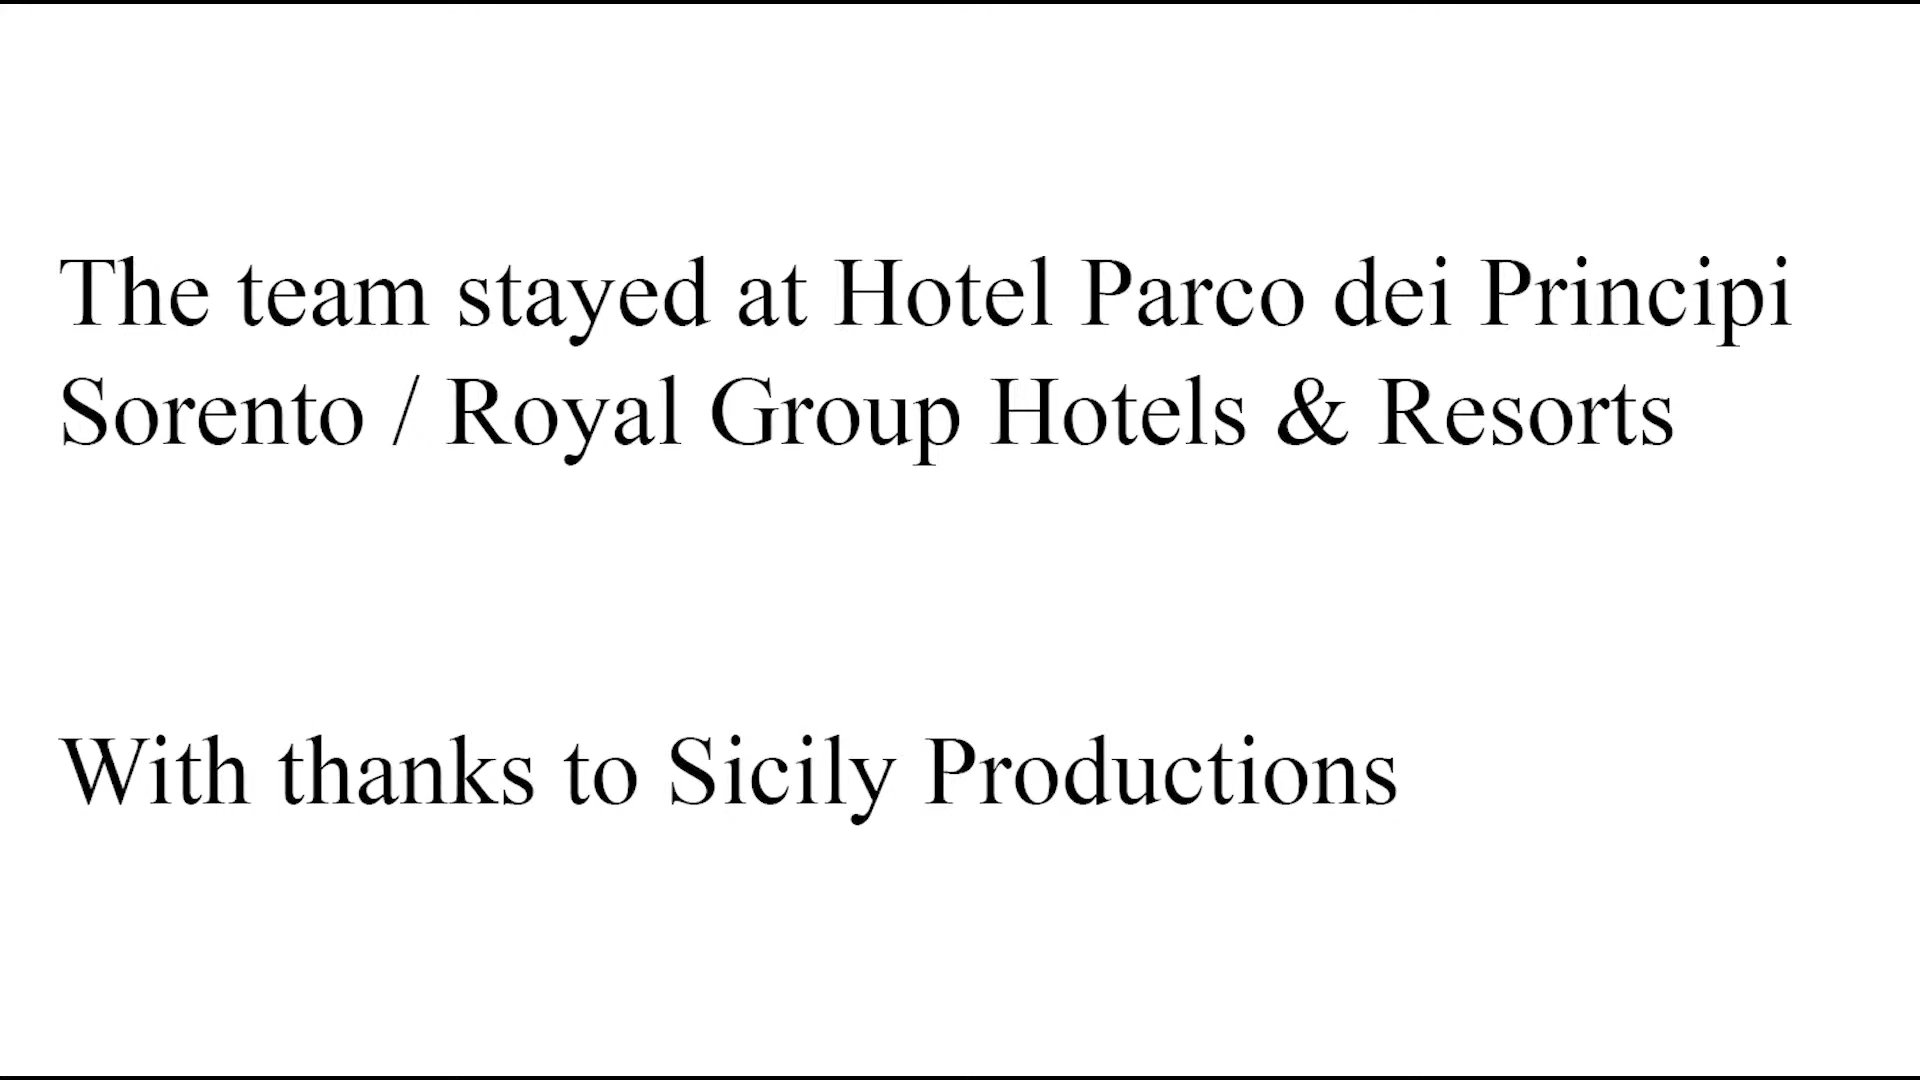 The team stayed at Hotel Parco dei Principi
Sorento / Royal Group Hotels & Resorts
With thanks to Sicily Productions